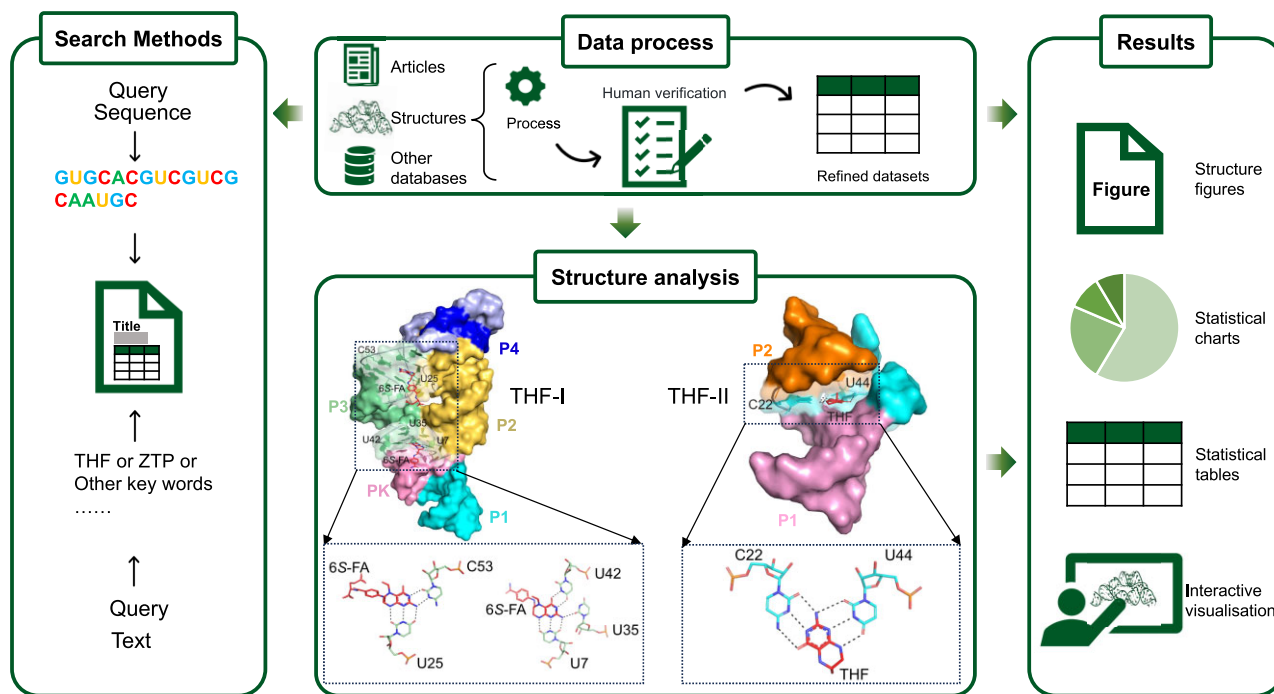 Search Methods
Query
Sequence
GUGCACGUCGUCG
CAAUGC
Title
THF or ZTP or
Other key words
......
Query
Text
Data process
Articles
Structures
Other
databases
Process
Human verification
Refined datasets
Structure analysis
P4
C53
U25
6S-FA
THF-I
P3
U35
P2
U42
U7
6S-FA
PK
P1
6S-FA
C53
U25
U42
6S-FA
U35
U7
P2
U44
THF-II
C22
THF
P1
C22
U44
THF
Results
Figure
Structure
figures
Statistical
charts
Statistical
tables
Interactive
visualisation